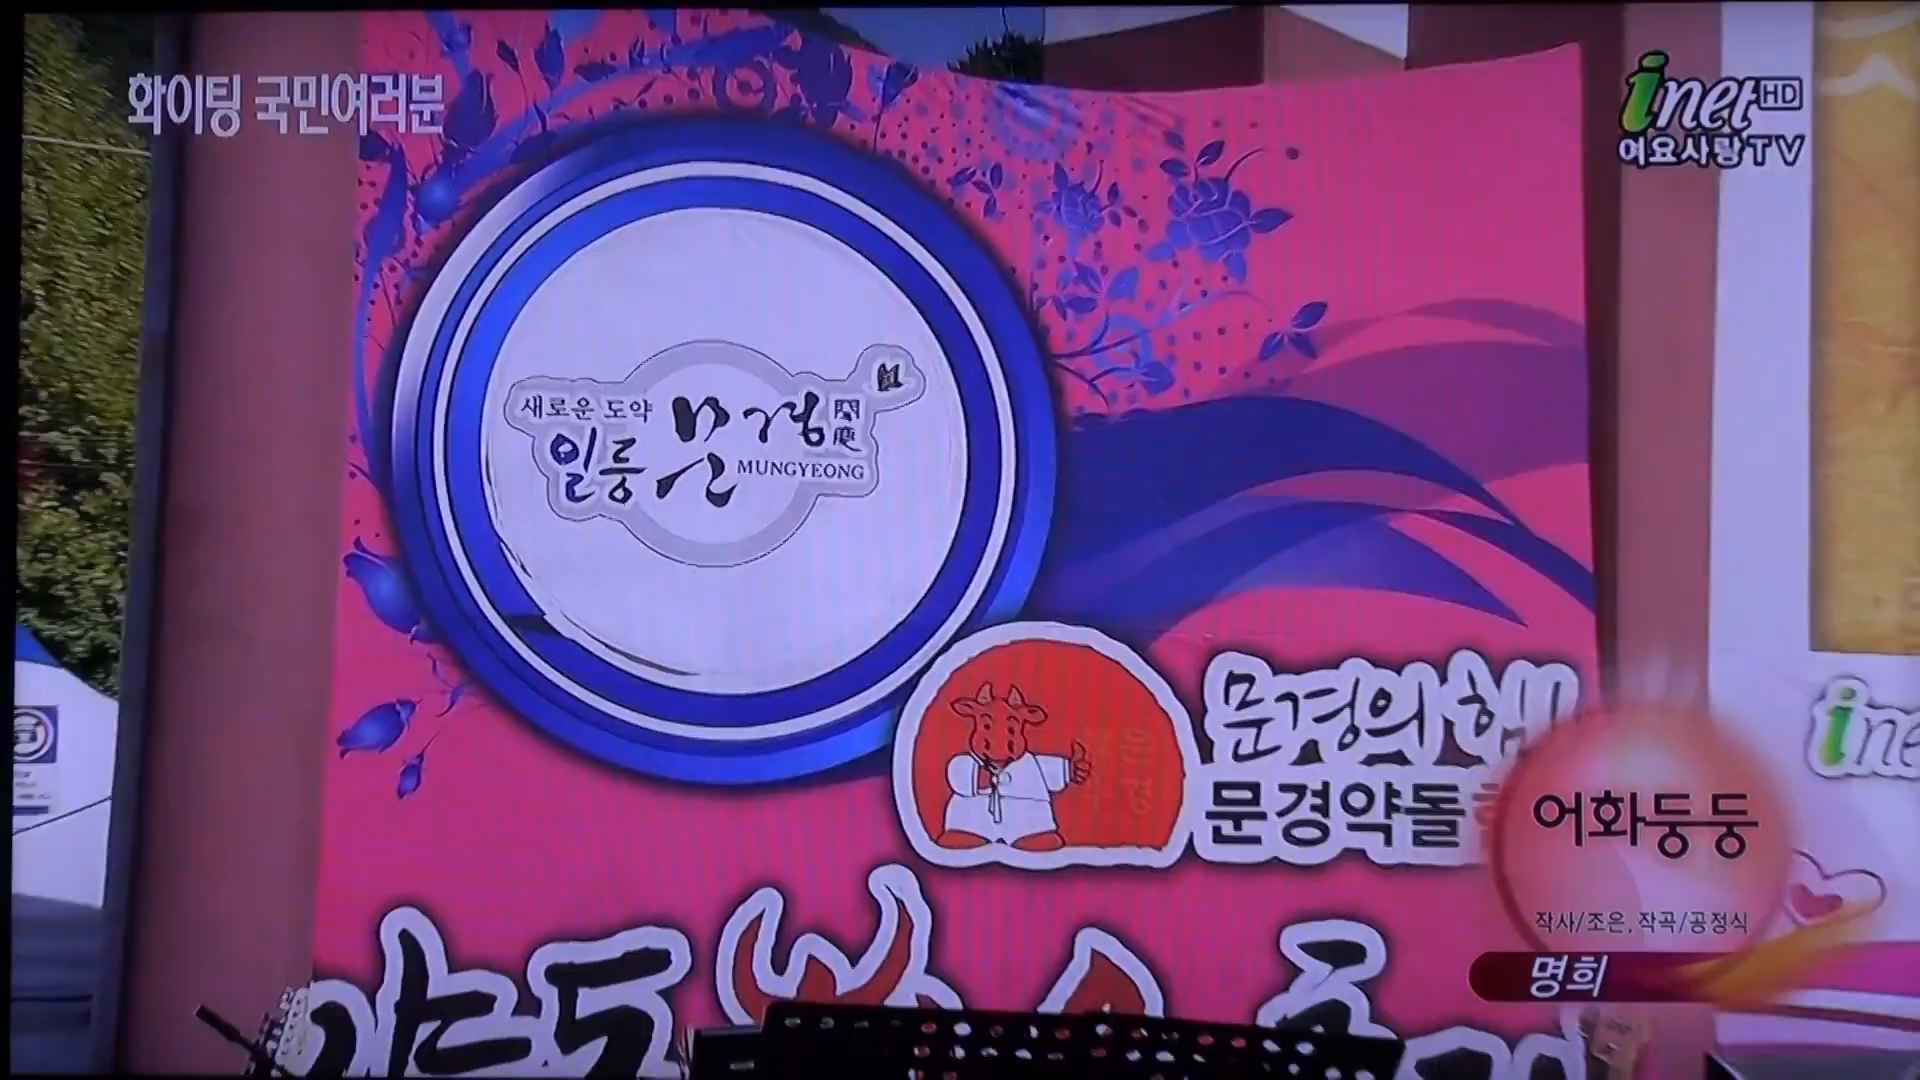 화이팅 국민여러분
inet HD
여요사랑TV
새로운 도약
일등 문경 聞慶
MUNGYEONG
문경의
문경약돌
어화둥둥
작사/조은, 작곡/공정식
명희